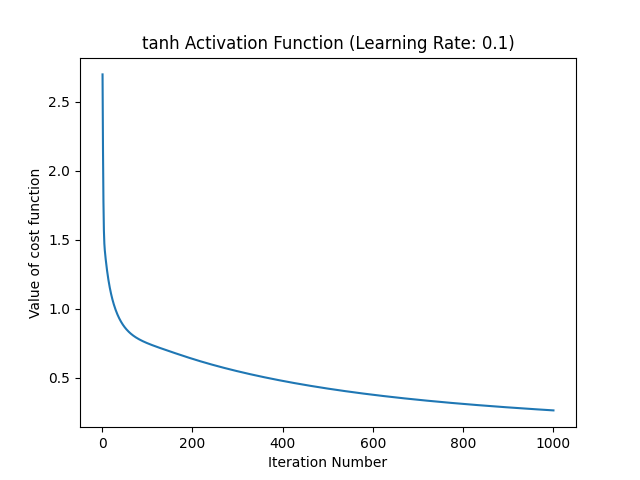 tanh Activation Function (Learning Rate: 0.1)
2.5
2.0
1.5
1.0
0.5
Value of cost function
0 200 400 600 800 1000
Iteration Number